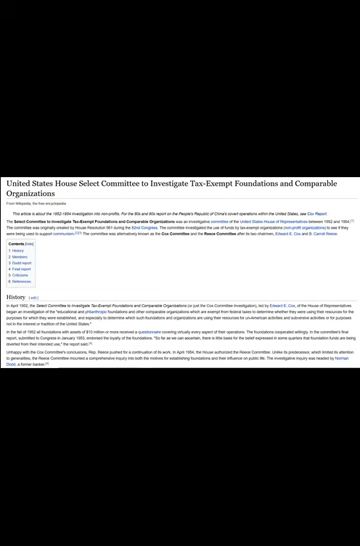 United States House Select Committee to Investigate Tax-Exempt Foundations and Comparable
Organizations
From Wikipedia, the free encyclopedia
This article is about the 1952-1954 investigation into non-profits. For the 80s and 90s report on the People's Republic of China's covert operations within the United States, see Cox Report
The Select Committee to Investigate Tax-Exempt Foundations and Comparable Organizations was an investigative committee of the United States House of Representatives between 1952 and 1954.[1]
The committee was originally created by House Resolution 561 during the 82nd Congress. The committee investigated the use of funds by tax-exempt organizations (non-profit organizations) to see if they
were being used to support communism.[2][3] The committee was alternatively known as the Cox Committee and the Reece Committee after its two chairmen, Edward E. Cox and B. Carroll Reece.
Contents [hide]
1 History
2 Members
3 Dodd report
4 Final report
5 Criticisms
6 References
History [ edit ]
In April 1952, the Select Committee to Investigate Tax-Exempt Foundations and Comparable Organizations (or just the Cox Committee Investigation), led by Edward E. Cox, of the House of Representatives
began an investigation of the "educational and philanthropic foundations and other comparable organizations which are exempt from federal taxes to determine whether they were using their resources for the
purposes for which they were established, and especially to determine which such foundations and organizations are using their resources for un-American activities and subversive activities or for purposes
not in the interest or tradition of the United States."
In the fall of 1952 all foundations with assets of $10 million or more received a questionnaire covering virtually every aspect of their operations. The foundations cooperated willingly. In the committee's final
report, submitted to Congress in January 1953, endorsed the loyalty of the foundations. "So far as we can ascertain, there is little basis for the belief expressed in some quarters that foundation funds are being
diverted from their intended use," the report said.[4]
Unhappy with the Cox Committee's conclusions, Rep. Reece pushed for a continuation of its work. In April 1954, the House authorized the Reece Committee. Unlike its predecessor, which limited its attention
to generalities, the Reece Committee mounted a comprehensive inquiry into both the motives for establishing foundations and their influence on public life. The investigative inquiry was headed by Norman
Dodd, a former banker.[4]